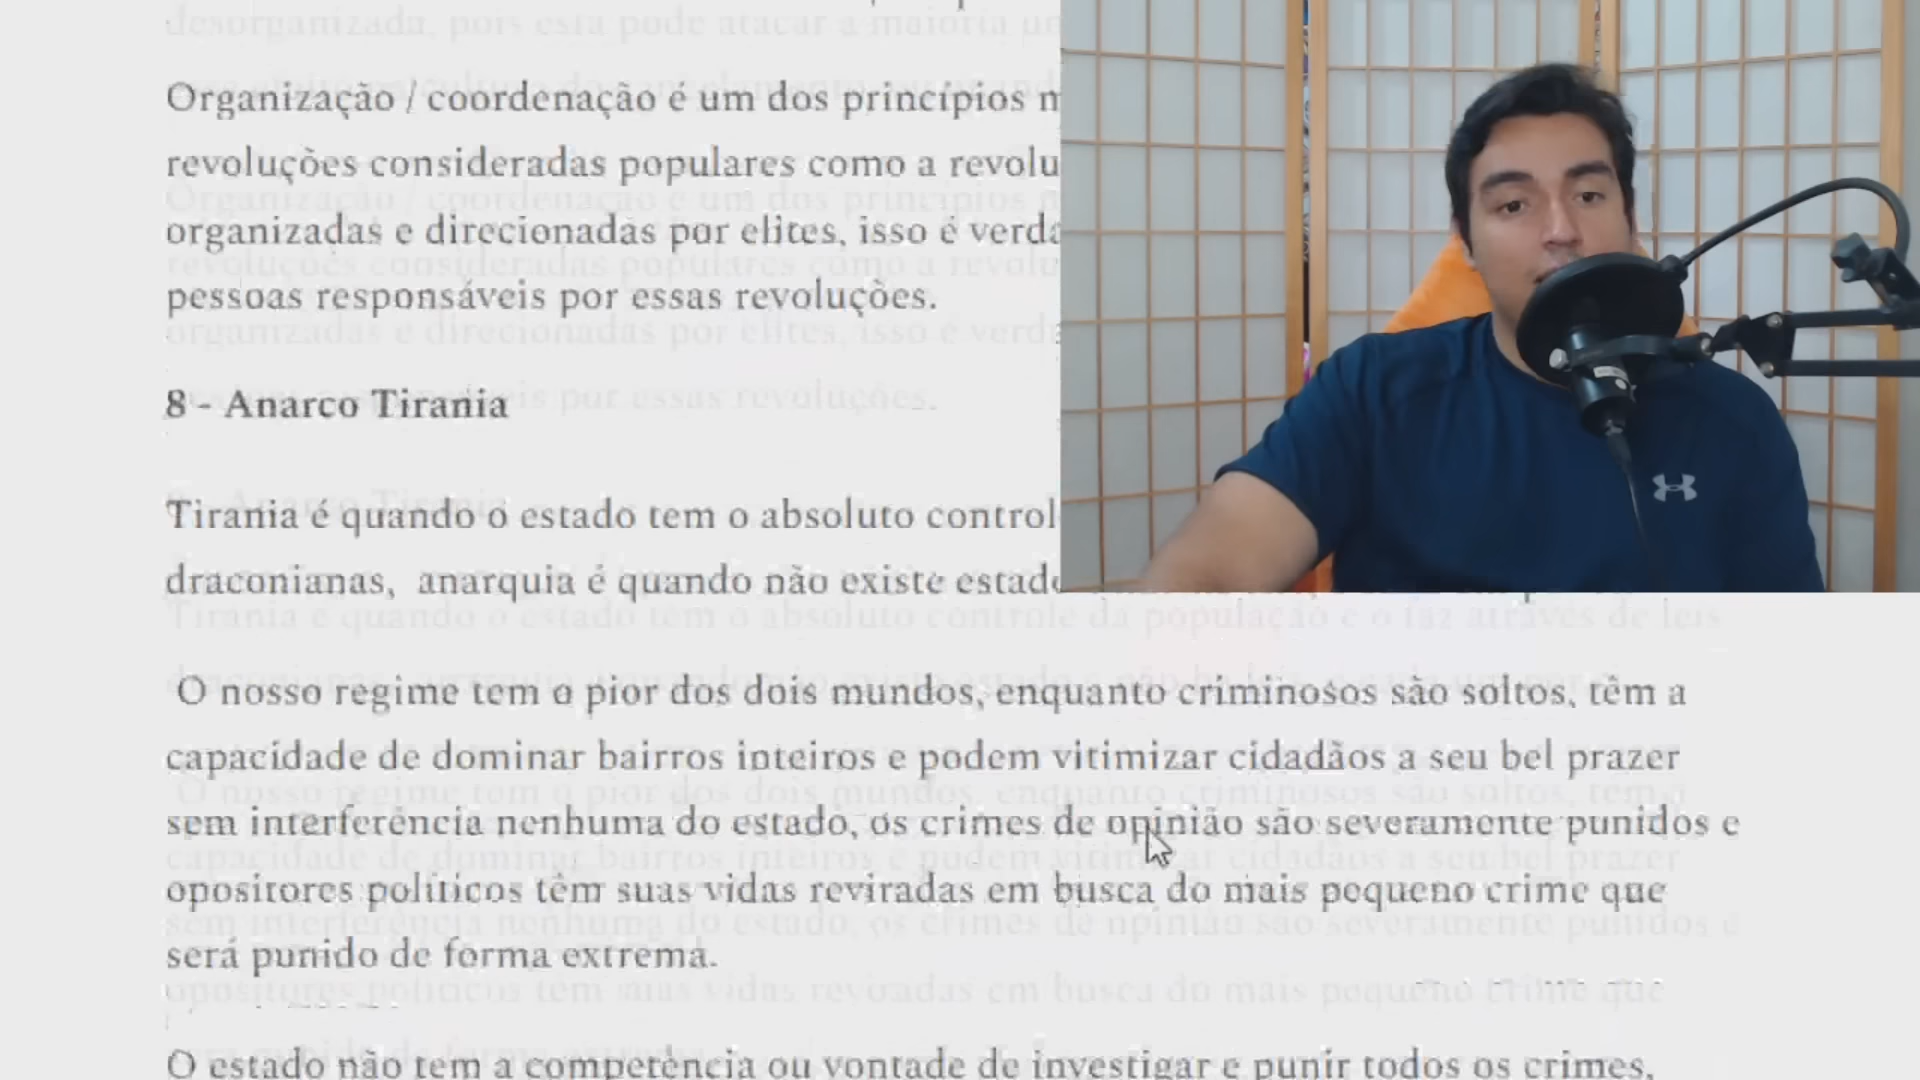 Organização / coordenação é um dos princípios
revoluções consideradas populares como a revolu
organizadas e direcionadas por elites, isso é verda
pessoas responsáveis por essas revoluções.
8 - Anarco Tirania
Tirania é quando o estado tem o absoluto control
draconianas, anarquia é quando não existe estado
O nosso regime tem o pior dos dois mundos, enquanto criminosos são soltos, têm a
capacidade de dominar bairros inteiros e podem vitimizar cidadãos a seu bel prazer
sem interferência nenhuma do estado, os crimes de opinião são severamente punidos e
opositores políticos têm suas vidas reviradas em busca do mais pequeno crime que
será punido de forma extrema.
O estado não tem a competência ou vontade de investigar e punir todos os crimes,